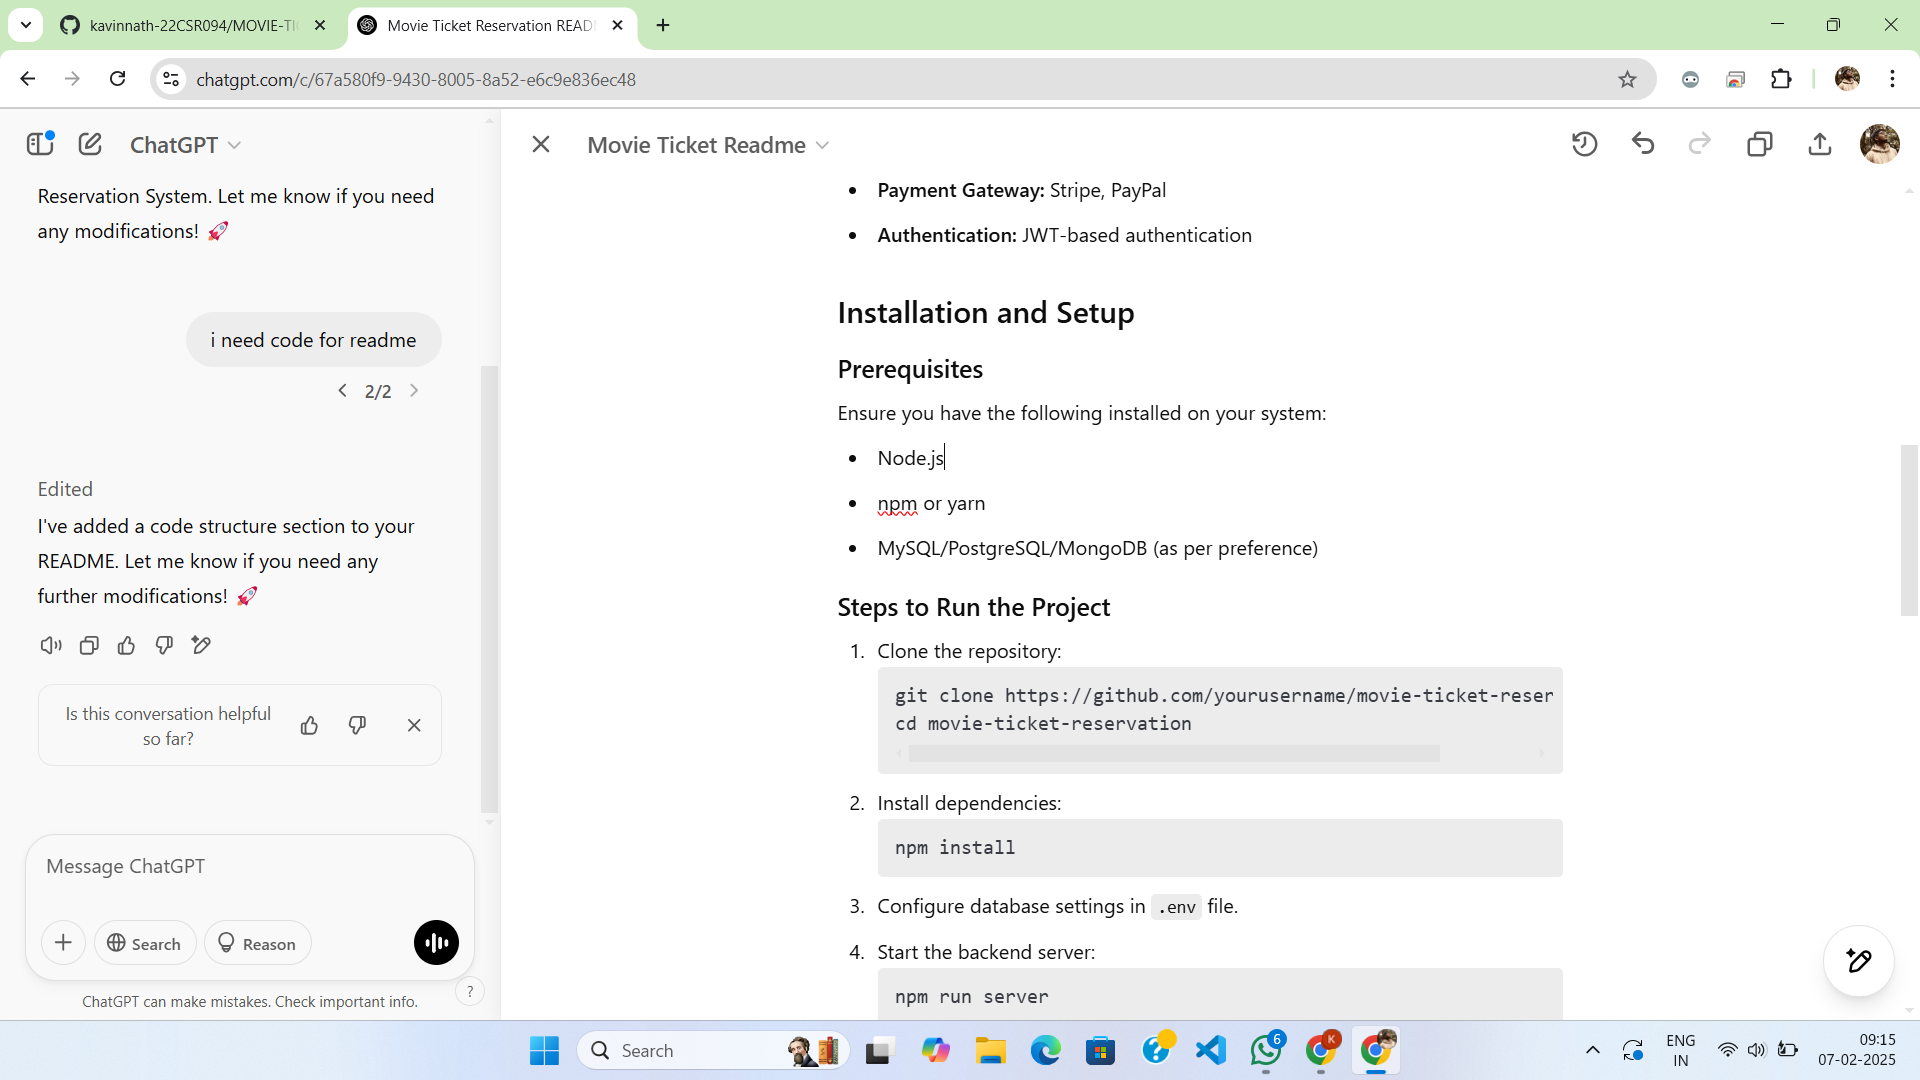 kavinnath-22CSR094/MOVIE-TI
Movie Ticket Reservation READ
chatgpt.com/c/67a580f9-9430-8005-8a52-e6c9e836ec48
ChatGPT
Reservation System. Let me know if you need
any modifications! 🚀
i need code for readme
2/2
Edited
I've added a code structure section to your
README. Let me know if you need any
further modifications! 🚀
Is this conversation helpful
so far?
Message ChatGPT
Search
Reason
ChatGPT can make mistakes. Check important info.
?
Movie Ticket Readme
• Payment Gateway: Stripe, PayPal
• Authentication: JWT-based authentication
Installation and Setup
Prerequisites
Ensure you have the following installed on your system:
• Node.js
• npm or yarn
• MySQL/PostgreSQL/MongoDB (as per preference)
Steps to Run the Project
1. Clone the repository:
git clone https://github.com/yourusername/movie-ticket-reser
cd movie-ticket-reservation
2. Install dependencies:
npm install
3. Configure database settings in .env file.
4. Start the backend server:
npm run server
Search
6
K
ENG
IN
09:15
07-02-2025